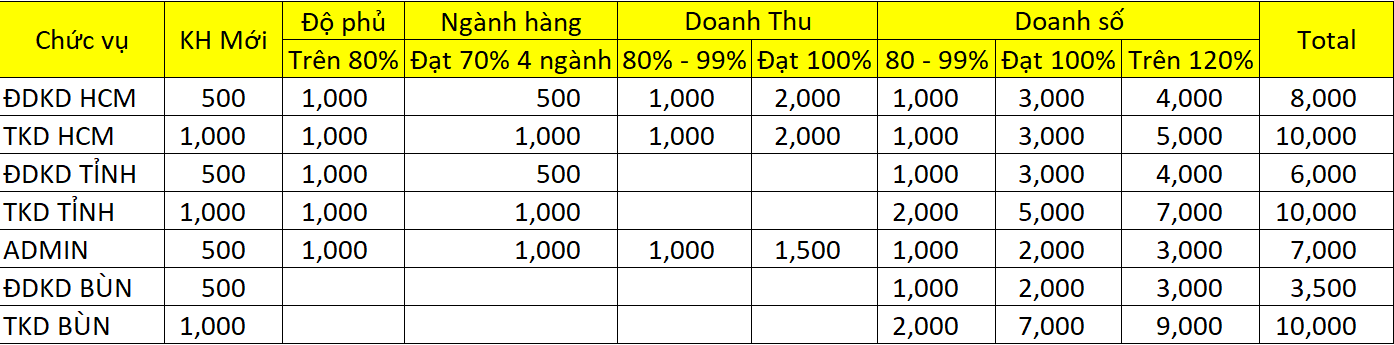 Chức vụ KH Mới Độ phủ Ngành hàng Doanh Thu Doanh số Total
Trên 80% Đạt 70% 4 ngành 80% - 99% Đạt 100% 80 - 99% Đạt 100% Trên 120%
ĐDKD HCM 500 1,000 500 1,000 2,000 1,000 3,000 4,000 8,000
TKD HCM 1,000 1,000 1,000 1,000 2,000 1,000 3,000 5,000 10,000
ĐDKD TỈNH 500 1,000 500 1,000 3,000 4,000 6,000
TKD TỈNH 1,000 1,000 1,000 2,000 5,000 7,000 10,000
ADMIN 500 1,000 1,000 1,000 1,500 1,000 2,000 3,000 7,000
ĐDKD BÙN 500 1,000 2,000 3,000 3,500
TKD BÙN 1,000 2,000 7,000 9,000 10,000